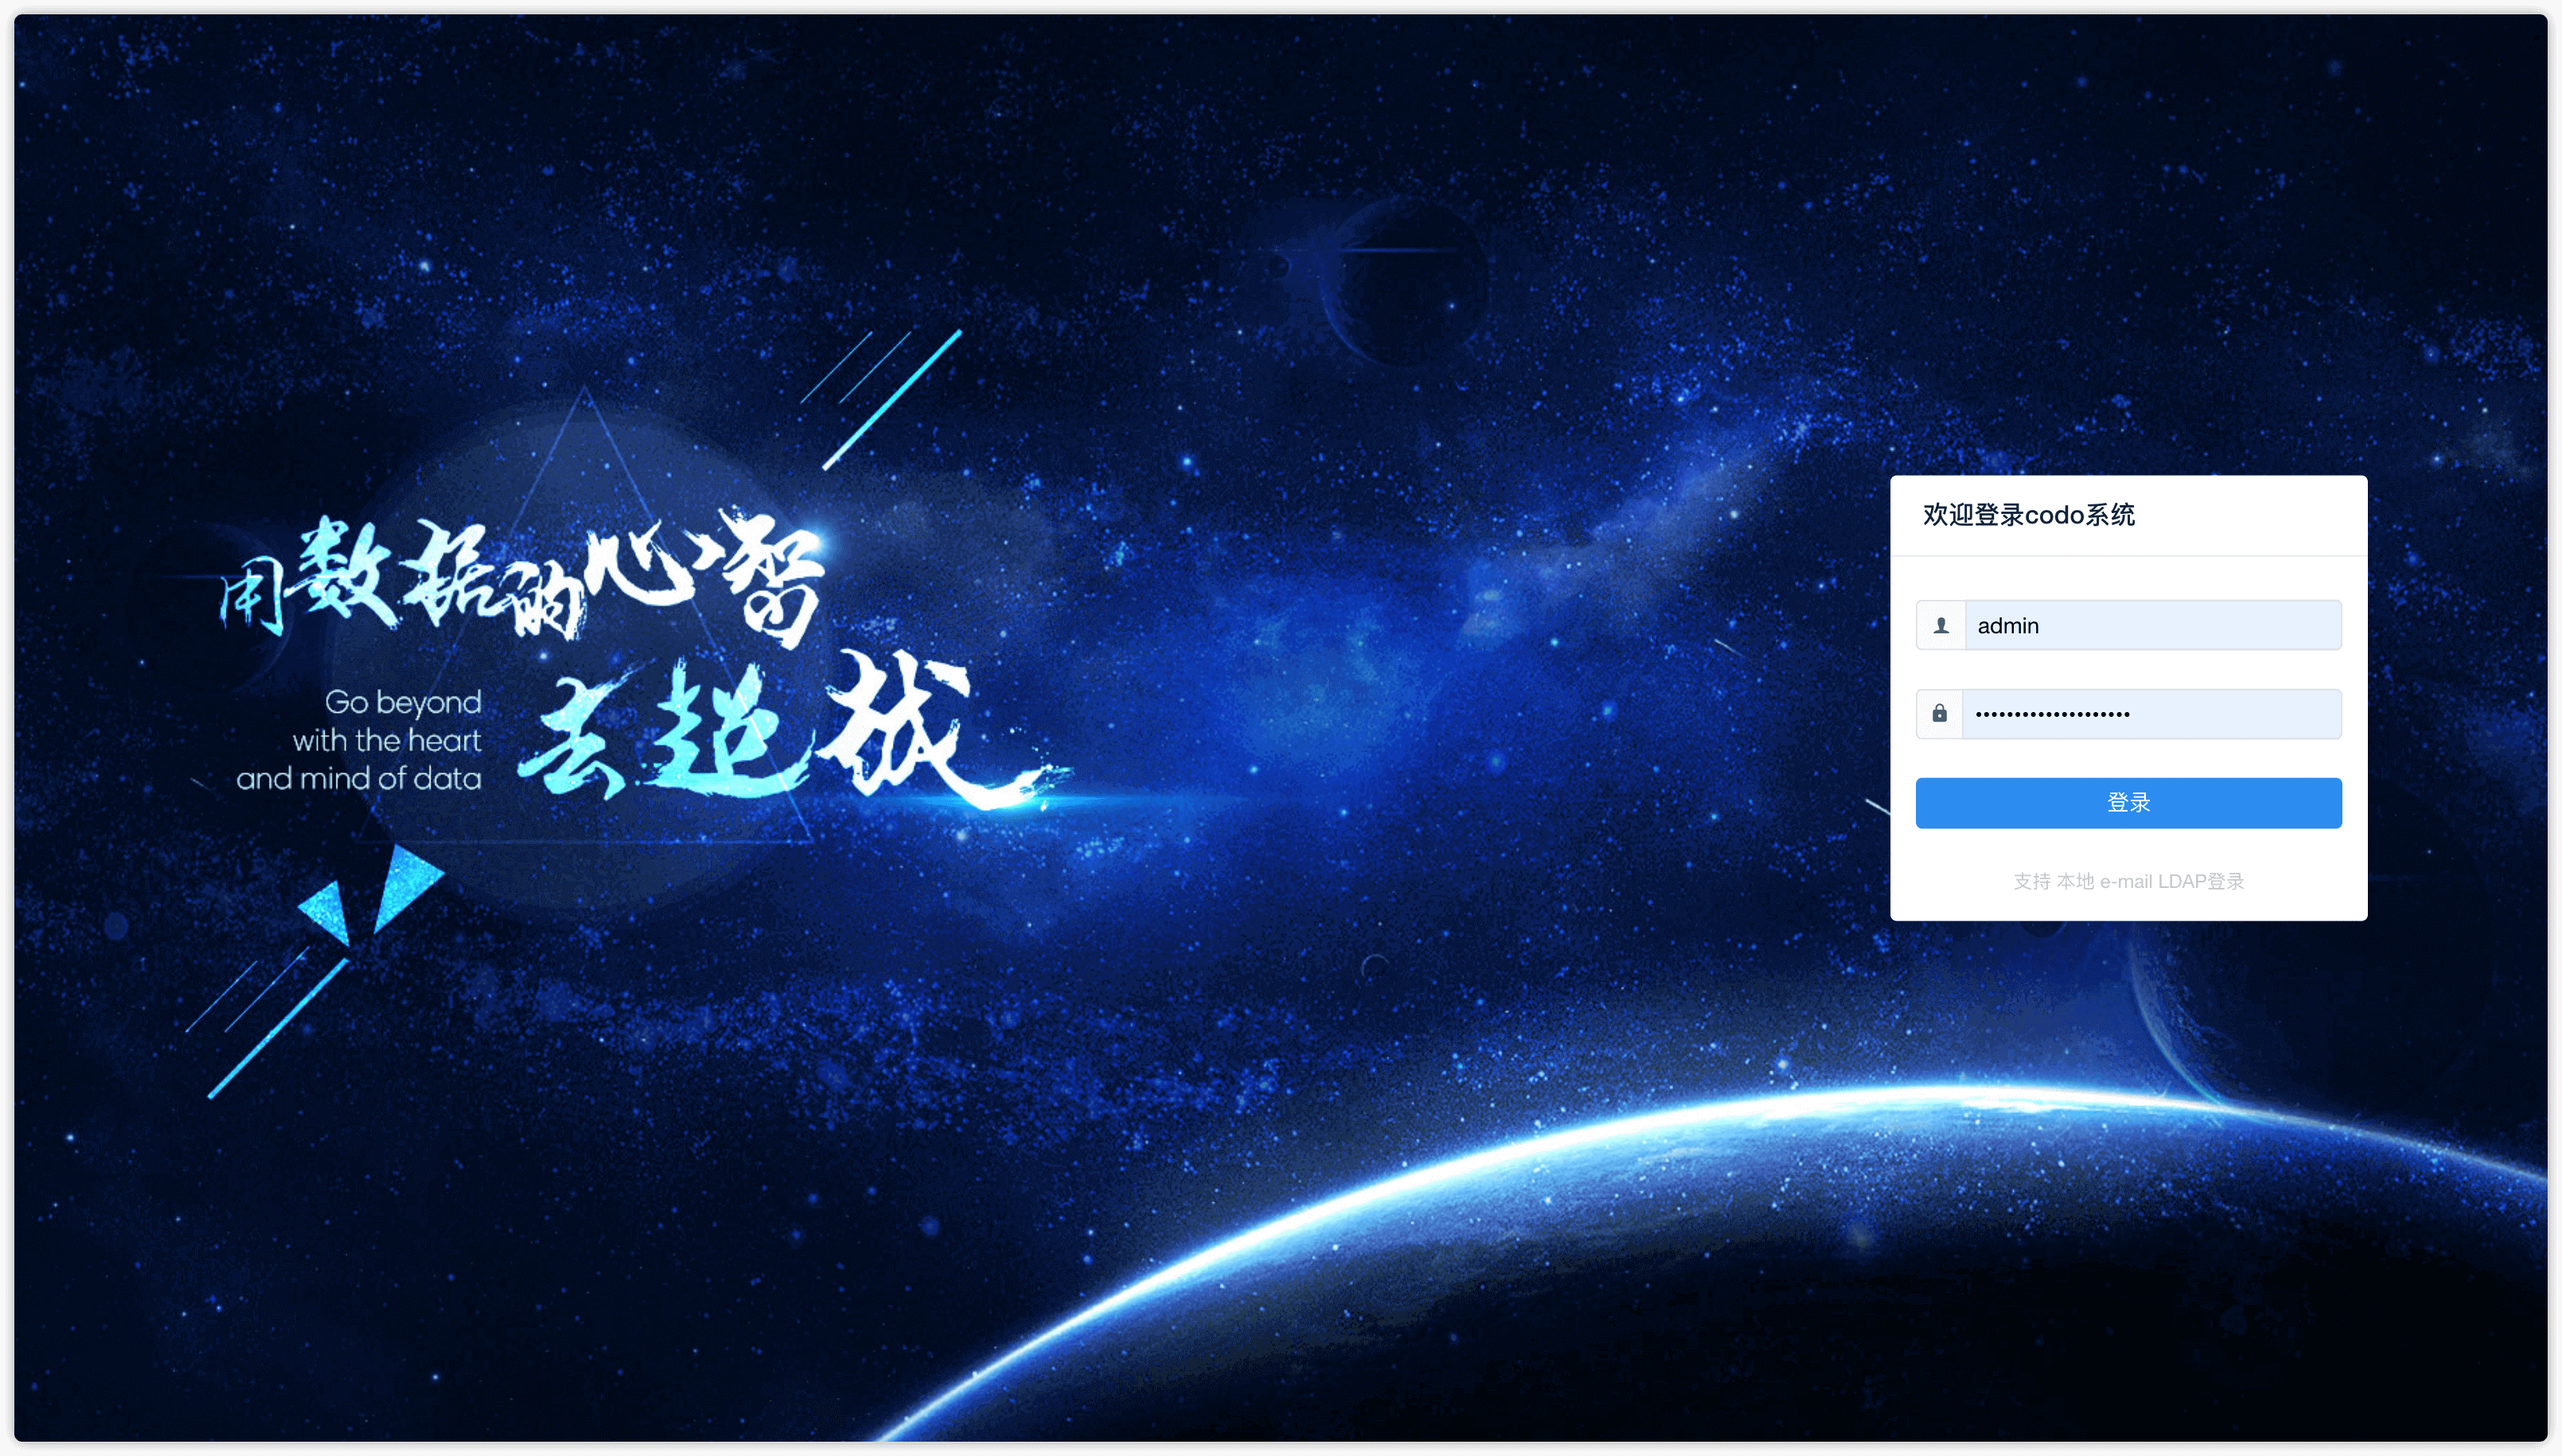 用数据的心智
去超越
Go beyond
with the heart
and mind of data
欢迎登录codo系统
admin
••••••••••••••••••••
登录
支持 本地 e-mail LDAP登录